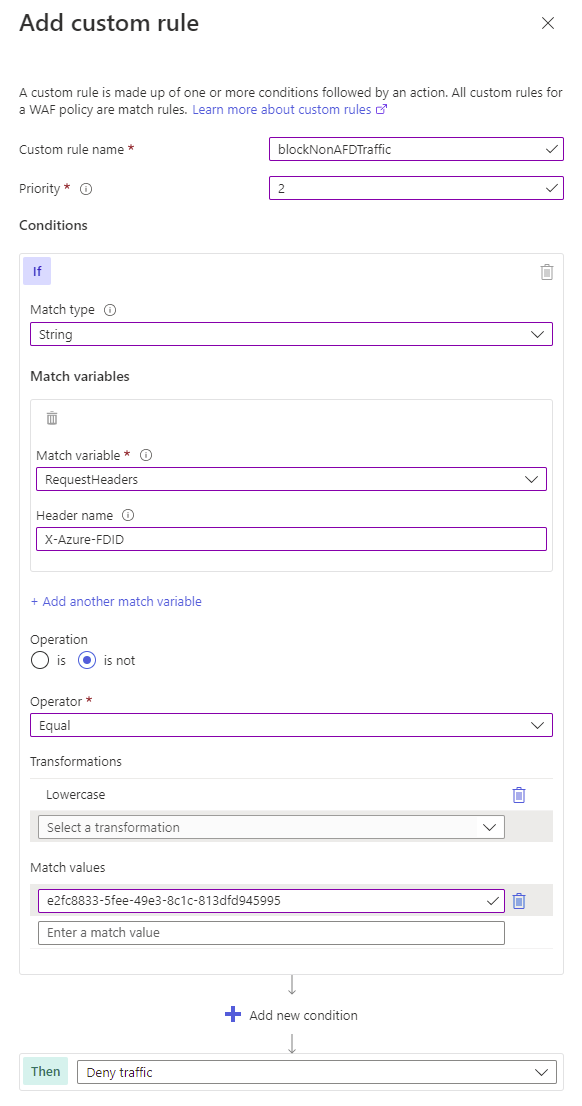 Add custom rule
A custom rule is made up of one or more conditions followed by an action. All custom rules for
a WAF policy are match rules. Learn more about custom rules
Custom rule name *
blockNonAFDTraffic
Priority *
2
Conditions
If
Match type
String
Match variables
Match variable *
RequestHeaders
Header name
X-Azure-FDID
+ Add another match variable
Operation
is
is not
Operator *
Equal
Transformations
Lowercase
Select a transformation
Match values
e2fc8833-5fee-49e3-8c1c-813dfd945995
Enter a match value
Add new condition
Then
Deny traffic